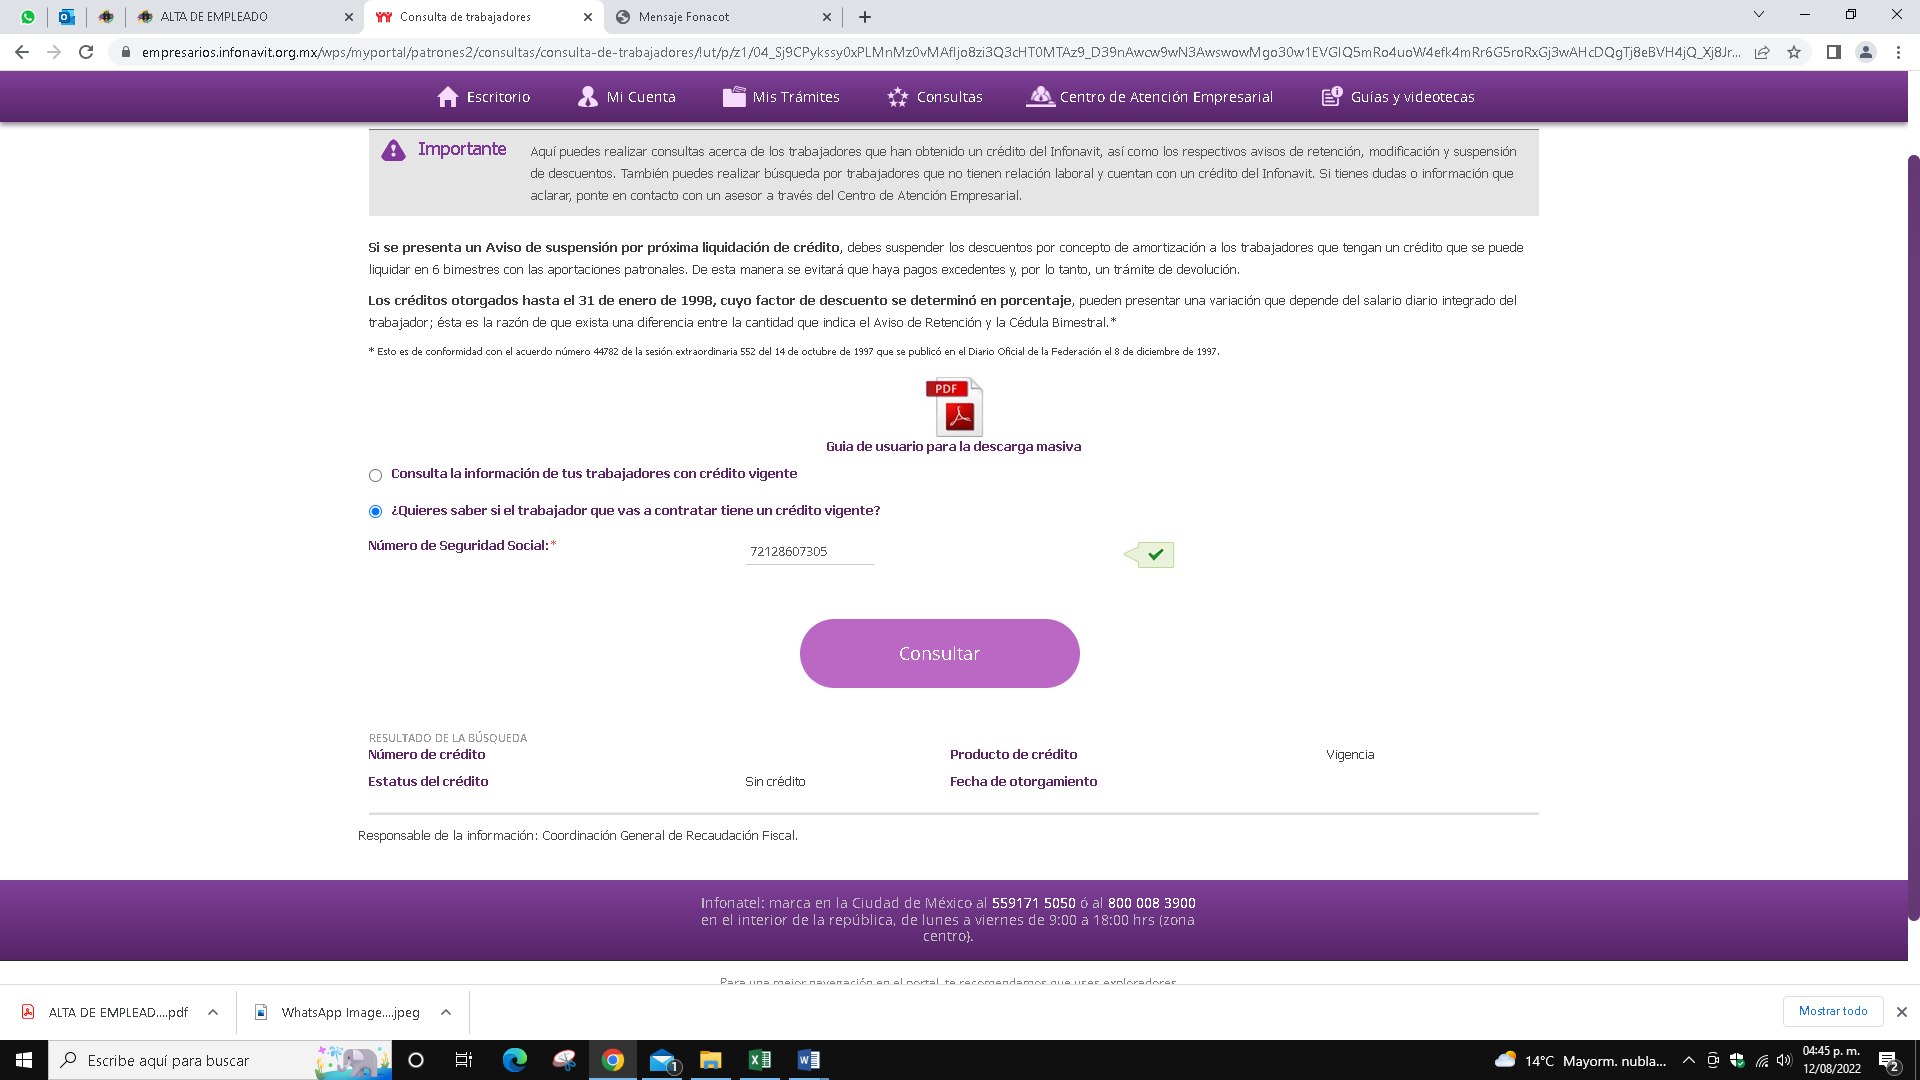 ALTA DE EMPLEADO
Consulta de trabajadores
Mensaje Fonacot
empresarios.infonavit.org.mx/wps/myportal/patrones2/consultas/consulta-de-trabajadores/!ut/p/z1/
Escritorio
Mi Cuenta
Mis Trámites
Consultas
Centro de Atención Empresarial
Guías y videotecas
Importante
Aquí puedes realizar consultas acerca de los trabajadores que han obtenido un crédito del Infonavit, así como los respectivos avisos de retención, modificación y suspensión
de descuentos. También puedes realizar búsqueda por trabajadores que no tienen relación laboral y cuentan con un crédito del Infonavit. Si tienes dudas o información que
aclarar, ponte en contacto con un asesor a través del Centro de Atención Empresarial.
Si se presenta un Aviso de suspensión por próxima liquidación de crédito, debes suspender los descuentos por concepto de amortización a los trabajadores que tengan un crédito que se puede
liquidar en 6 bimestres con las aportaciones patronales. De esta manera se evitará que haya pagos excedentes y, por lo tanto, un trámite de devolución.
Los créditos otorgados hasta el 31 de enero de 1998, cuyo factor de descuento se determinó en porcentaje, pueden presentar una variación que depende del salario diario integrado del
trabajador; ésta es la razón de que exista una diferencia entre la cantidad que indica el Aviso de Retención y la Cédula Bimestral.*
* Esto es de conformidad con el acuerdo número 44782 de la sesión extraordinaria 552 del 14 de octubre de 1997 que se publicó en el Diario Oficial de la Federación el 8 de diciembre de 1997.
PDF
Guia de usuario para la descarga masiva
Consulta la información de tus trabajadores con crédito vigente
¿Quieres saber si el trabajador que vas a contratar tiene un crédito vigente?
Número de Seguridad Social:*
72128607305
Consultar
RESULTADO DE LA BÚSQUEDA
Número de crédito
Producto de crédito
Vigencia
Estatus del crédito
Sin crédito
Fecha de otorgamiento
Responsable de la información: Coordinación General de Recaudación Fiscal.
Infonatel: marca en la Ciudad de México al 559171 5050 ó al 800 008 3900
en el interior de la república, de lunes a viernes de 9:00 a 18:00 hrs (zona
centro).
Para una mejor navegación en el portal, te recomendamos que uses exploradores
ALTA DE EMPLEAD....pdf
WhatsApp Image....jpeg
Mostrar todo
Escribe aquí para buscar
1
14°C Mayorm. nubla...
04:45 p. m.
12/08/2022
2